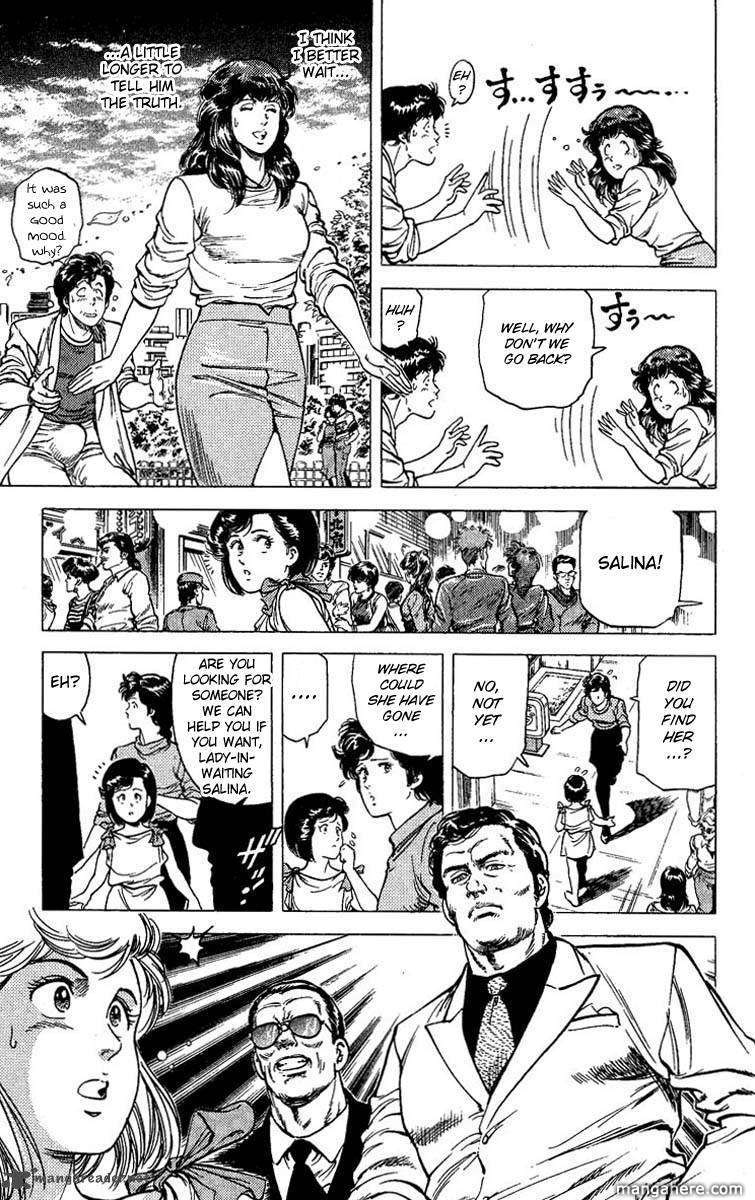 す…すすぅ〜…
EH
?
すぅ〜
WELL, WHY
DON'T WE
GO BACK?
HUH
?
I THINK
I BETTER
WAIT...
...A LITTLE
LONGER TO
TELL HIM
THE TRUTH.
It was
such a
Good
mood.
why?
SALINA!
DID
YOU
FIND
HER
...?
NO,
NOT
YET
...
WHERE
COULD
SHE HAVE
GONE
...
....
ARE YOU
LOOKING FOR
SOMEONE?
WE CAN
HELP YOU IF
YOU WANT,
LADY-IN-
WAITING
SALINA.
EH?
mangahere.com